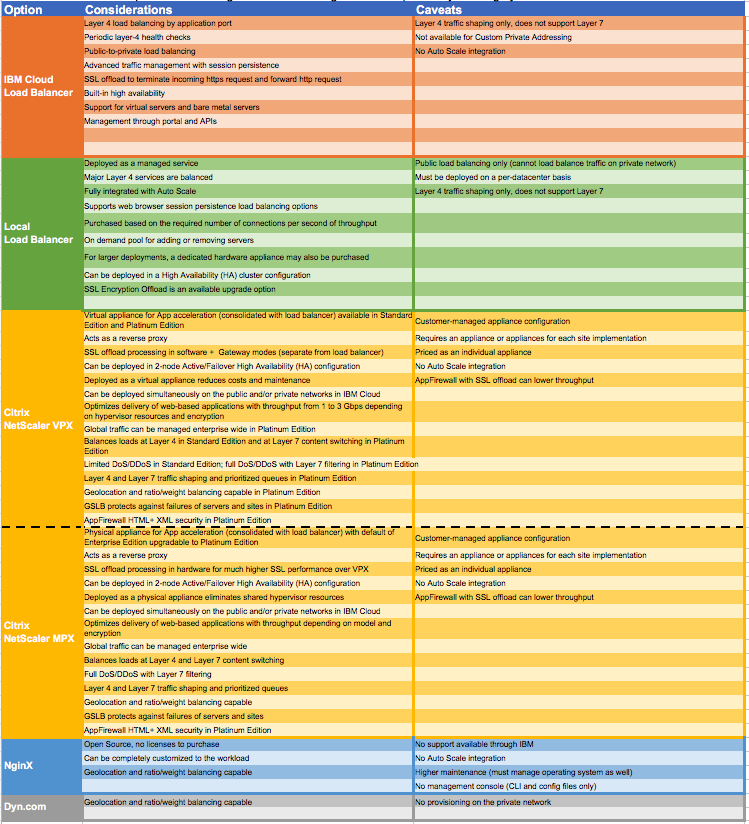 Option Considerations Caveats
IBM Cloud
Load Balancer
Layer 4 load balancing by application port Layer 4 traffic shaping only, does not support Layer 7
Periodic layer-4 health checks Not available for Custom Private Addressing
Public-to-private load balancing No Auto Scale integration
Advanced traffic management with session persistence
SSL offload to terminate incoming https request and forward http request
Built-in high availability
Support for virtual servers and bare metal servers
Management through portal and APIs
Local
Load Balancer
Deployed as a managed service Public load balancing only (cannot load balance traffic on private network)
Major Layer 4 services are balanced Must be deployed on a per-datacenter basis
Fully integrated with Auto Scale Layer 4 traffic shaping only, does not support Layer 7
Supports web browser session persistence load balancing options
Purchased based on the required number of connections per second of throughput
On demand pool for adding or removing servers
For larger deployments, a dedicated hardware appliance may also be purchased
Can be deployed in a High Availability (HA) cluster configuration
SSL Encryption Offload is an available upgrade option
Citrix
NetScaler VPX
Virtual appliance for App acceleration (consolidated with load balancer) available in Standard
Edition and Platinum Edition Customer-managed appliance configuration
Acts as a reverse proxy Requires an appliance or appliances for each site implementation
SSL offload processing in software + Gateway modes (separate from load balancer) Priced as an individual appliance
Can be deployed in 2-node Active/Failover High Availability (HA) configuration No Auto Scale integration
Deployed as a virtual appliance reduces costs and maintenance AppFirewall with SSL offload can lower throughput
Can be deployed simultaneously on the public and/or private networks in IBM Cloud
Optimizes delivery of web-based applications with throughput from 1 to 3 Gbps depending
on hypervisor resources and encryption
Global traffic can be managed enterprise wide in Platinum Edition
Balances loads at Layer 4 in Standard Edition and at Layer 7 content switching in Platinum
Edition
Limited DoS/DDoS in Standard Edition; full DoS/DDoS with Layer 7 filtering in Platinum Edition
Layer 4 and Layer 7 traffic shaping and prioritized queues in Platinum Edition
Geolocation and ratio/weight balancing capable in Platinum Edition
GSLB protects against failures of servers and sites in Platinum Edition
AppFirewall HTML+ XML security in Platinum Edition
Citrix
NetScaler MPX
Physical appliance for App acceleration (consolidated with load balancer) with default of
Enterprise Edition upgradable to Platinum Edition Customer-managed appliance configuration
Acts as a reverse proxy Requires an appliance or appliances for each site implementation
SSL offload processing in hardware for much higher SSL performance over VPX Priced as an individual appliance
Can be deployed in 2-node Active/Failover High Availability (HA) configuration No Auto Scale integration
Deployed as a physical appliance eliminates shared hypervisor resources AppFirewall with SSL offload can lower throughput
Can be deployed simultaneously on the public and/or private networks in IBM Cloud
Optimizes delivery of web-based applications with throughput depending on model and
encryption
Global traffic can be managed enterprise wide
Balances loads at Layer 4 and Layer 7 content switching
Full DoS/DDoS with Layer 7 filtering
Layer 4 and Layer 7 traffic shaping and prioritized queues
Geolocation and ratio/weight balancing capable
GSLB protects against failures of servers and sites
AppFirewall HTML+ XML security in Platinum Edition
NginX
Open Source, no licenses to purchase No support available through IBM
Can be completely customized to the workload No Auto Scale integration
Geolocation and ratio/weight balancing capable Higher maintenance (must manage operating system as well)
No management console (CLI and config files only)
Dyn.com
Geolocation and ratio/weight balancing capable No provisioning on the private network